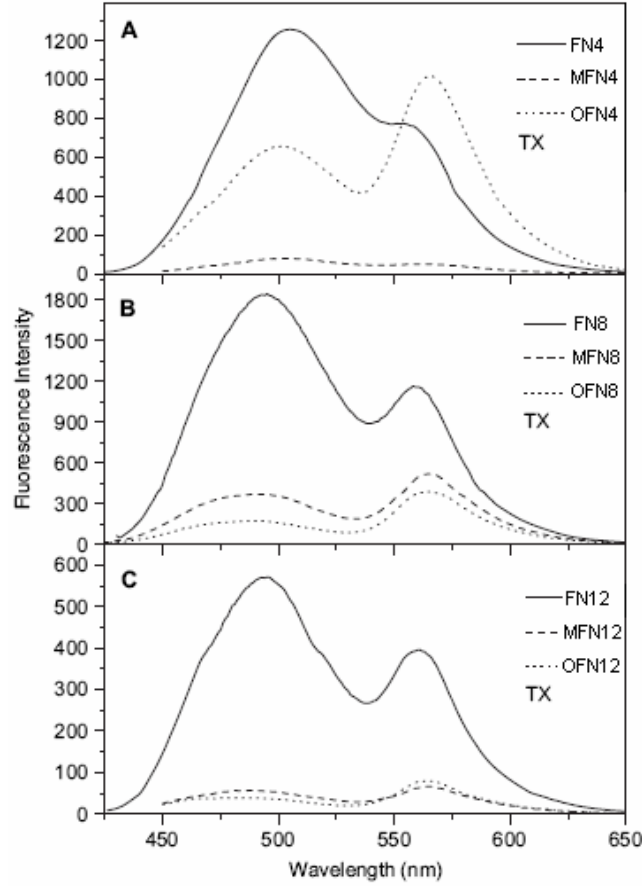 A
1200
1000
800
600
400
200
0
FN4
MFN4
OFN4
TX
B
1800
1500
1200
900
600
300
0
FN8
MFN8
OFN8
TX
C
600
500
400
300
200
100
0
FN12
MFN12
OFN12
TX
450 500 550 600 650
Fluorescence Intensity
Wavelength (nm)